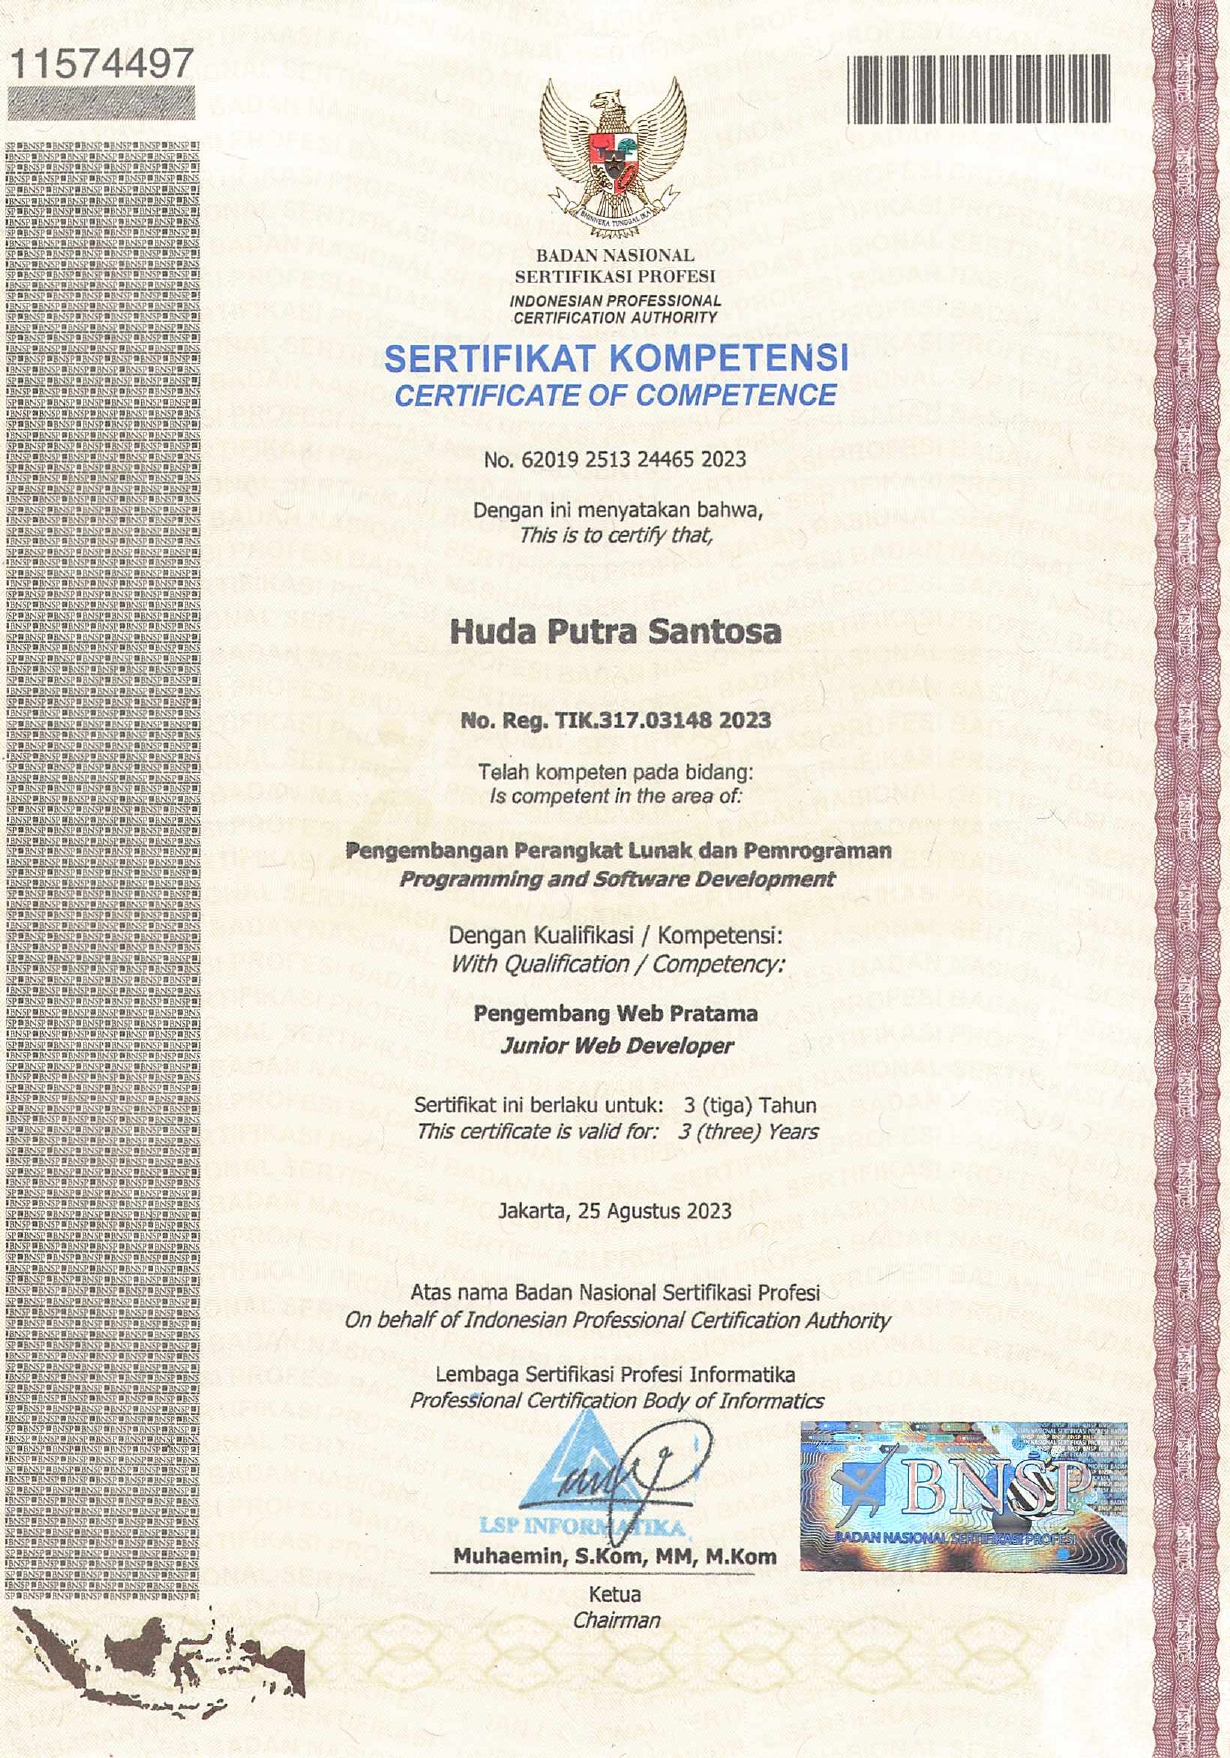 11574497
BHINNEKA TUNGGAL IKA
BADAN NASIONAL
SERTIFIKASI PROFESI
INDONESIAN PROFESSIONAL
CERTIFICATION AUTHORITY
SERTIFIKAT KOMPETENSI
CERTIFICATE OF COMPETENCE
No. 62019 2513 24465 2023
Dengan ini menyatakan bahwa,
This is to certify that,
Huda Putra Santosa
No. Reg. TIK.317.03148 2023
Telah kompeten pada bidang:
Is competent in the area of:
Pengembangan Perangkat Lunak dan Pemrograman
Programming and Software Development
Dengan Kualifikasi / Kompetensi:
With Qualification / Competency:
Pengembang Web Pratama
Junior Web Developer
Sertifikat ini berlaku untuk: 3 (tiga) Tahun
This certificate is valid for: 3 (three) Years
Jakarta, 25 Agustus 2023
Atas nama Badan Nasional Sertifikasi Profesi
On behalf of Indonesian Professional Certification Authority
Lembaga Sertifikasi Profesi Informatika
Professional Certification Body of Informatics
LSP INFORMATIKA
BNSP
BADAN NASIONAL SERTIFIKASI PROFESI
Muhaemin, S.Kom, MM, M.Kom
Ketua
Chairman